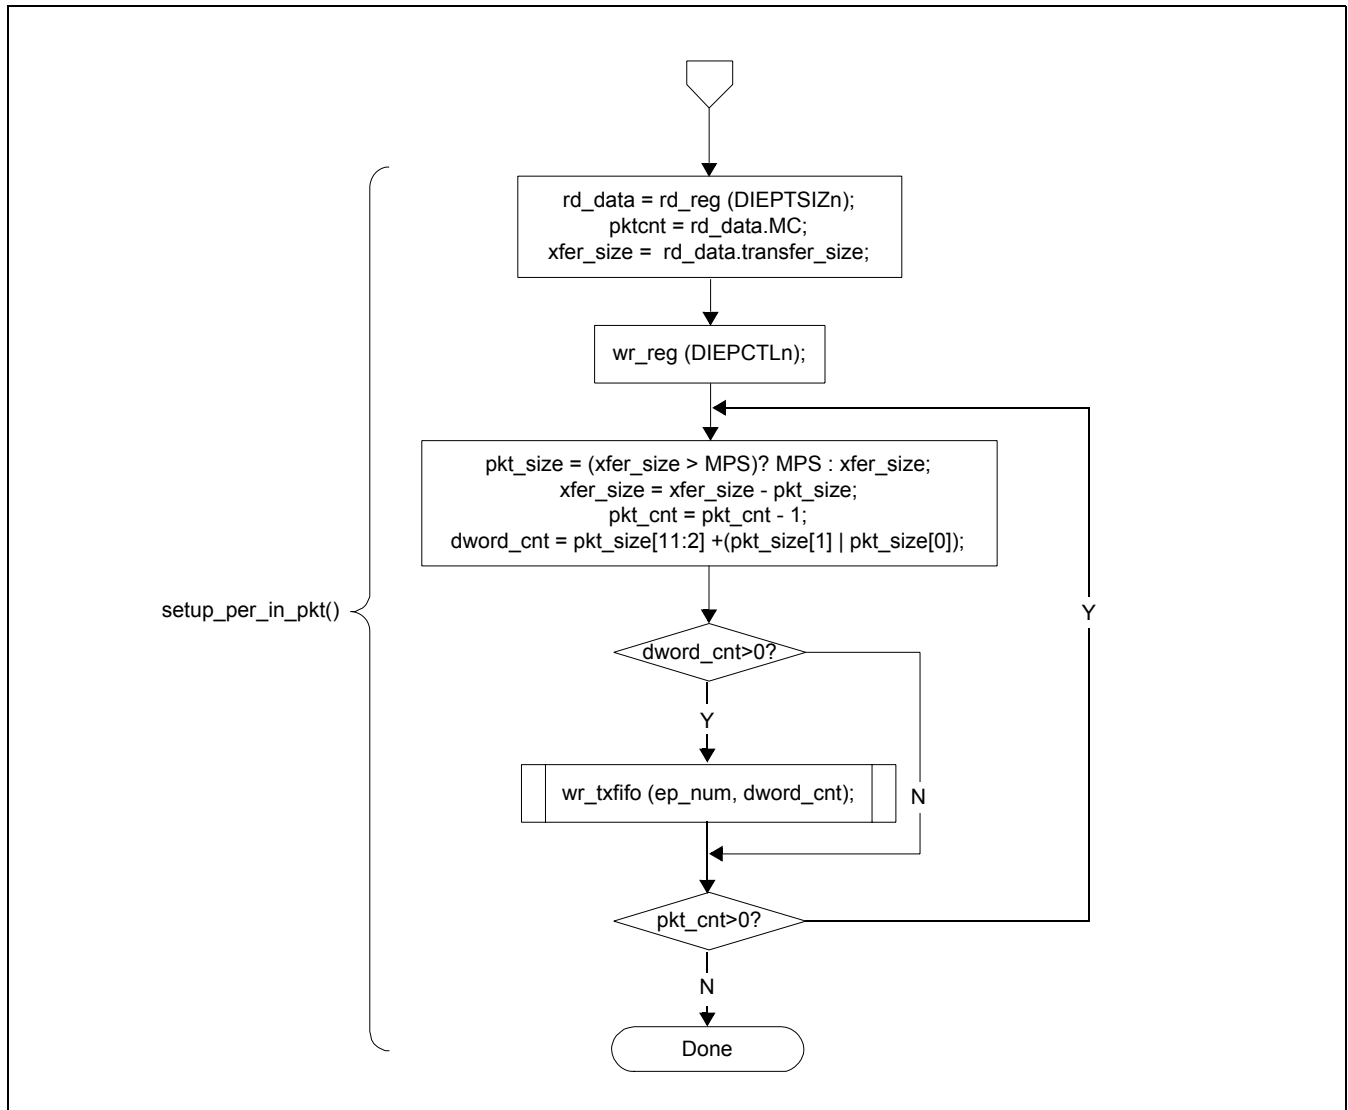 rd_data = rd_reg (DIEPTSIZn);
pktcnt = rd_data.MC;
xfer_size =  rd_data.transfer_size;
wr_reg (DIEPCTLn);
pkt_size = (xfer_size > MPS)? MPS : xfer_size;
xfer_size = xfer_size - pkt_size;
pkt_cnt = pkt_cnt - 1;
dword_cnt = pkt_size[11:2] +(pkt_size[1] | pkt_size[0]);
setup_per_in_pkt()
Y
dword_cnt>0?
Y
wr_txfifo (ep_num, dword_cnt);
N
pkt_cnt>0?
N
Done